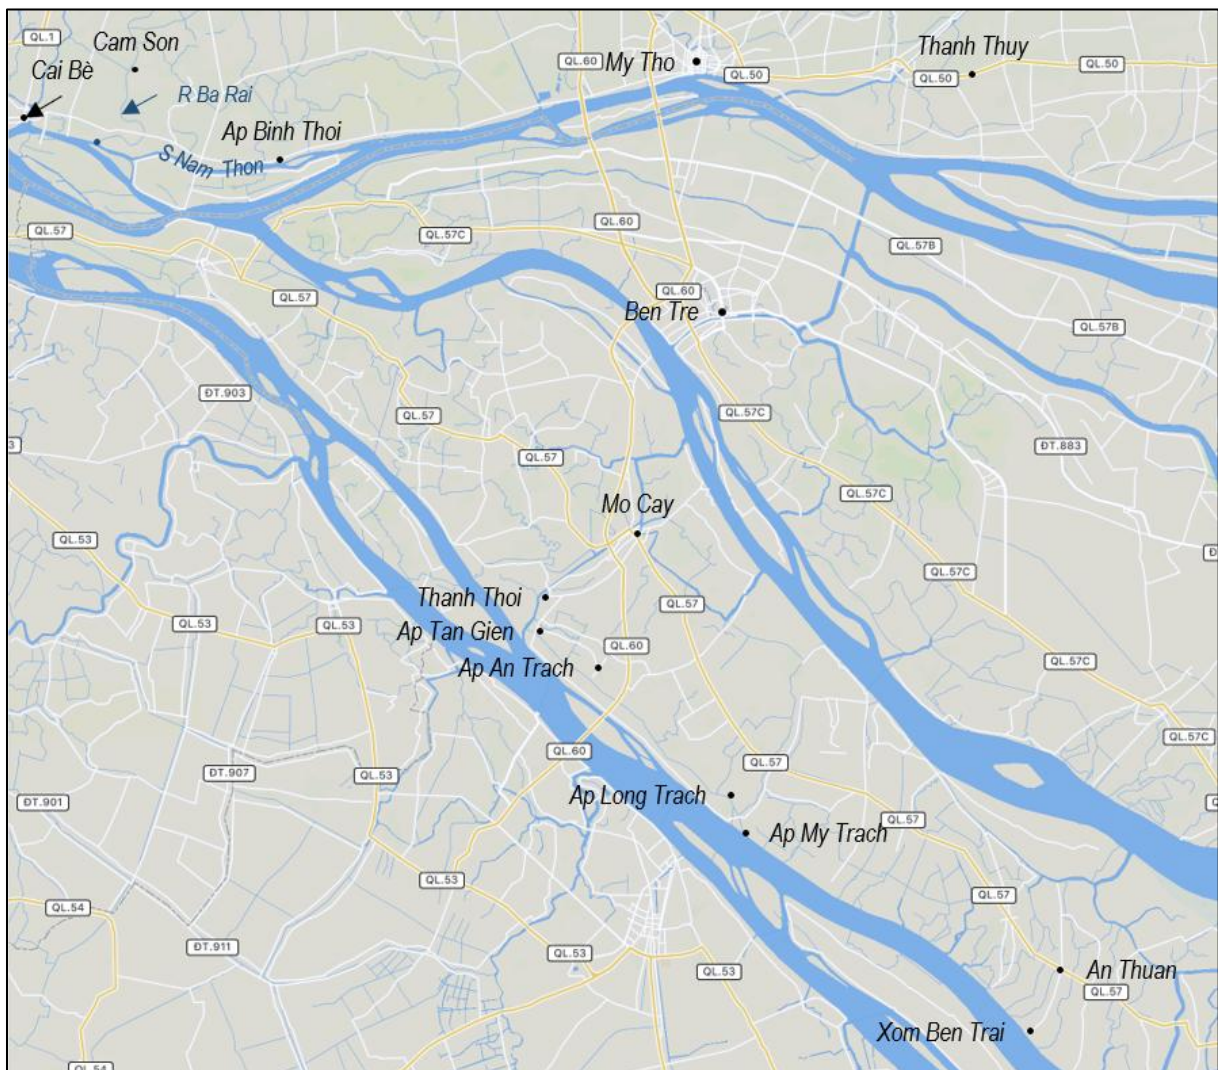 QL.1
Cam Son
Cai Bè
R Ba Rai
Ap Binh Thoi
S Nam Thon
QL.60
My Tho
QL.50
Thanh Thuy
QL.50
QL.50
QL.57
QL.57C
QL.60
QL.57B
QL.57
QL.60
Ben Tre
QL.57B
ĐT.903
QL.57
QL.57C
3
QL.57
ĐT.883
Mo Cay
QL.57C
QL.53
QL.57C
Thanh Thoi
QL.57
QL.53
QL.53
Ap Tan Gien
QL.60
Ap An Trach
QL.57C
QL.57C
QL.60
QL.57
ĐT.907
QL.53
ĐT.901
Ap Long Trach
QL.57
Ap My Trach
QL.53
QL.57
QL.54
ĐT.911
QL.53
QL.53
An Thuan
QL.57
Xom Ben Trai
QL.54